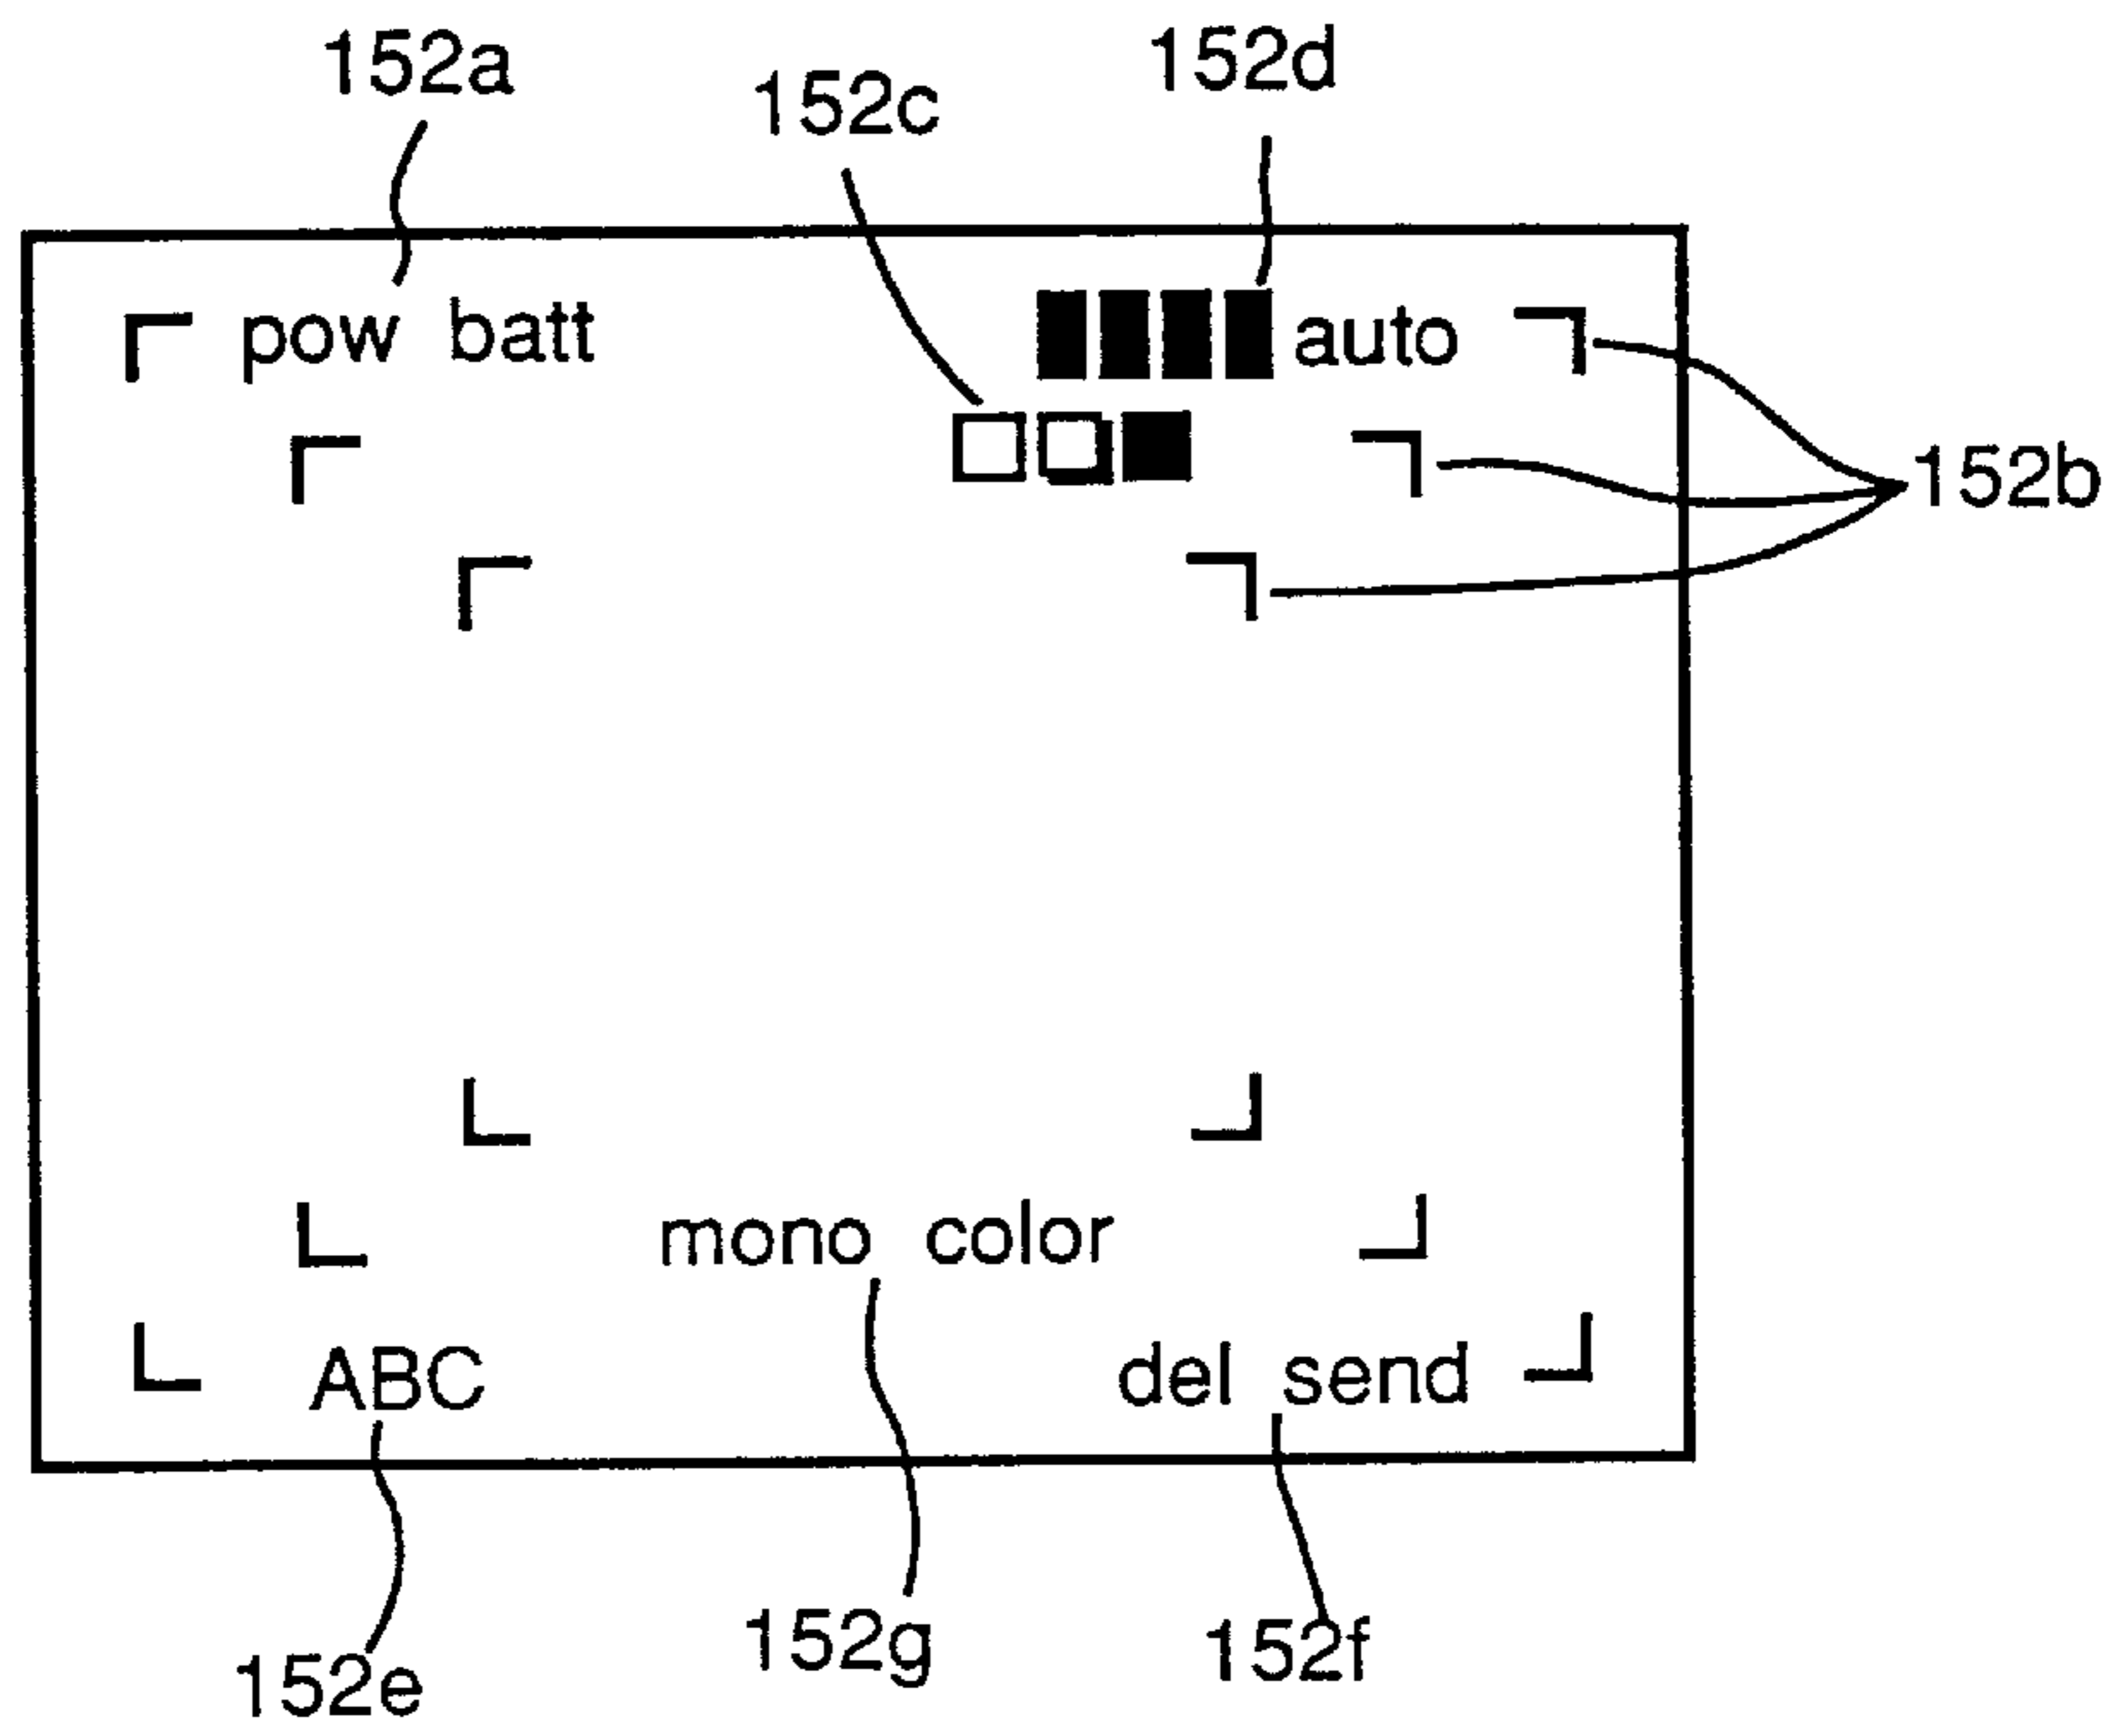 152a
152d
152c
pow batt
auto
152b
mono color
ABC
del send
152g
152f
152e